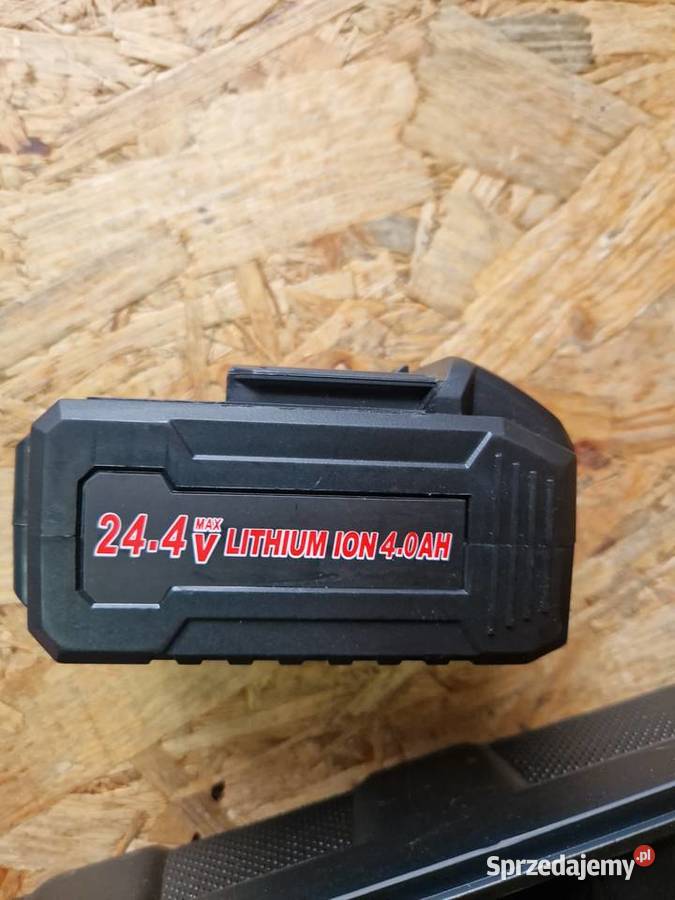 24.4 MAX V LITHIUM ION 4.0AH
Sprzedajemy.pl